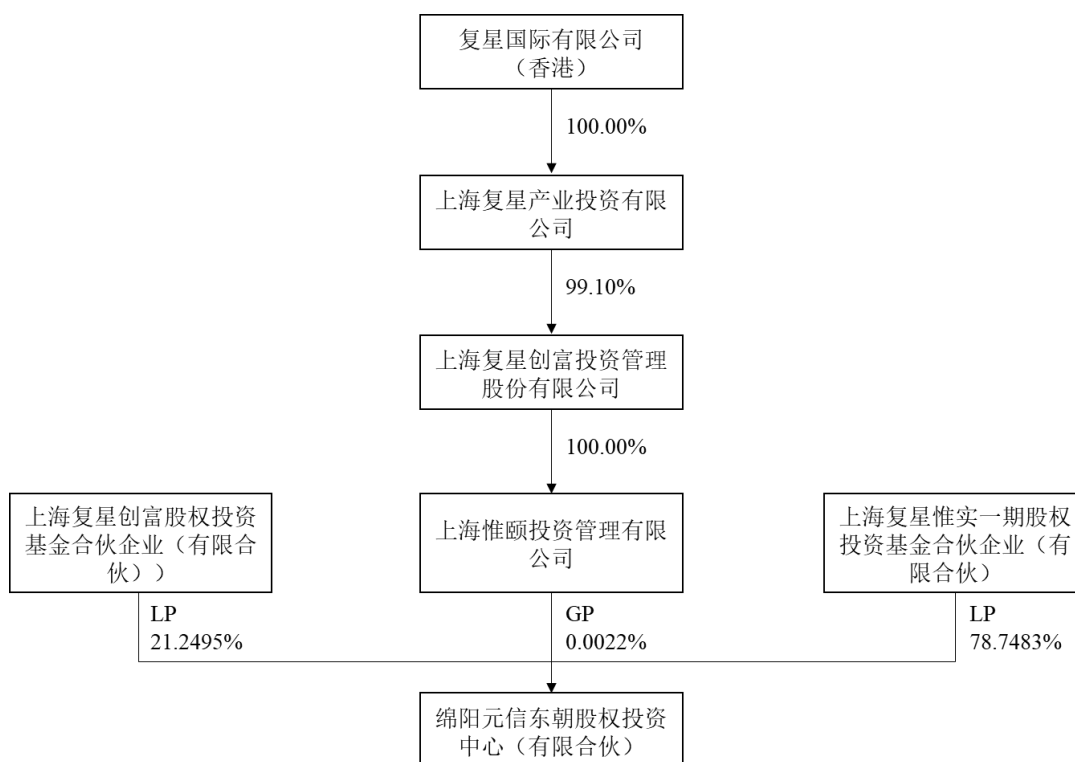 复星国际有限公司
（香港）
100.00%
上海复星产业投资有限
公司
99.10%
上海复星创富投资管理
股份有限公司
100.00%
上海复星创富股权投资
基金合伙企业（有限合
伙））
上海惟颐投资管理有限
公司
上海复星惟实一期股权
投资基金合伙企业（有
限合伙）
LP
21.2495%
GP
0.0022%
LP
78.7483%
绵阳元信东朝股权投资
中心（有限合伙）